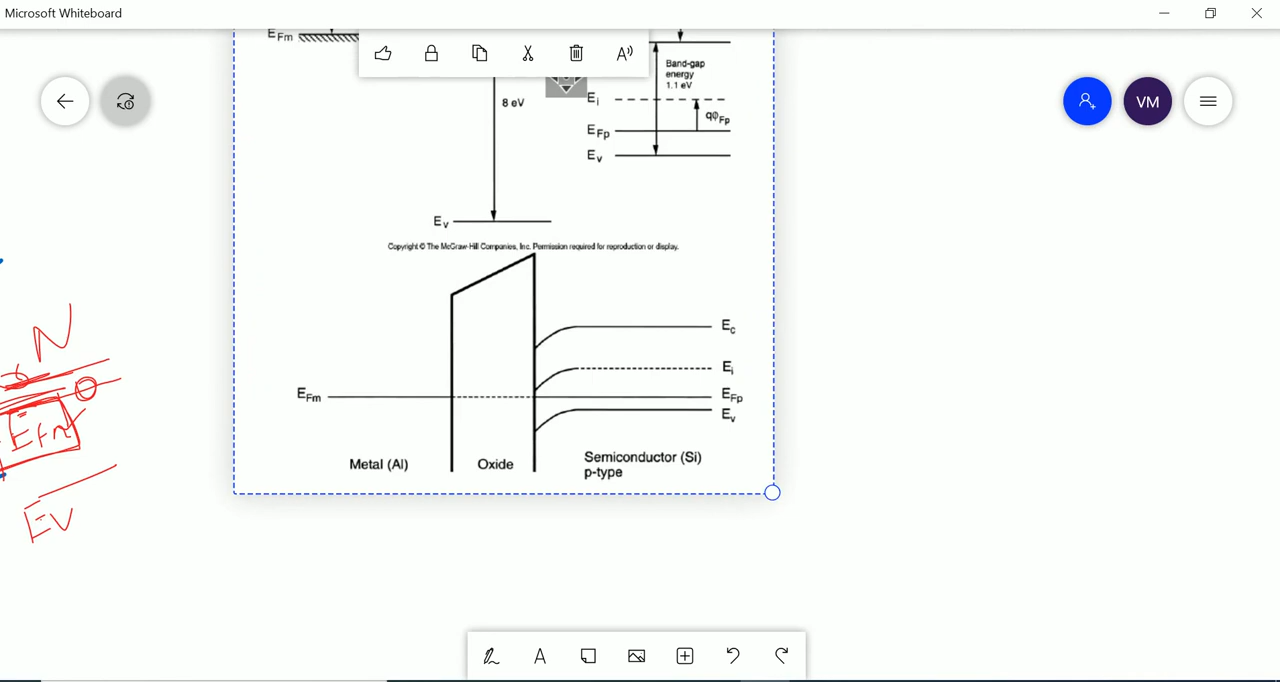 Microsoft Whiteboard
EFm
A
Band-gap
energy
1.1 eV
8 eV
Ei
qφFp
EFp
Ev
VM
Ev
Copyright © The McGraw-Hill Companies, Inc. Permission required for reproduction or display.
N
Ec
Ei
EFm
EFp
Ev
Efn
Metal (Al)
Oxide
Semiconductor (Si)
p-type
Ev
A